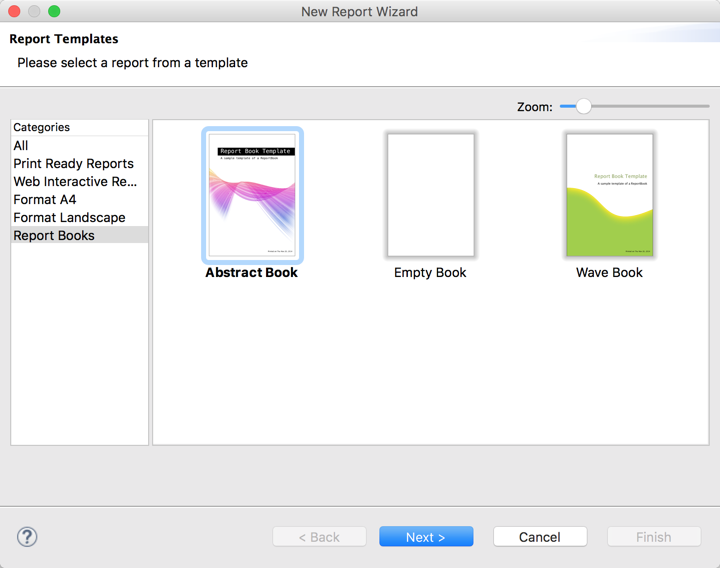 New Report Wizard
Report Templates
Please select a report from a template
Zoom:
Categories
All
Print Ready Reports
Web Interactive Re...
Format A4
Format Landscape
Report Books
Report Book Template
A sample template of a ReportBook
Abstract Book
Empty Book
Report Book Template
A sample template of a ReportBook
Wave Book
?
< Back
Next >
Cancel
Finish